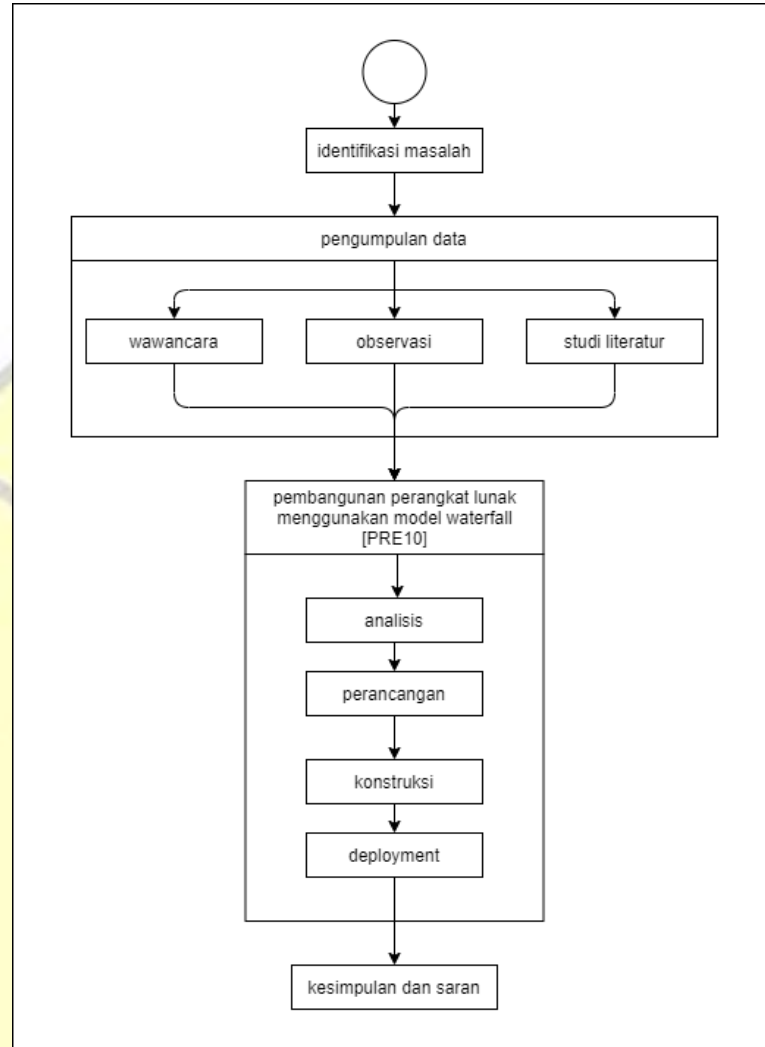 identifikasi masalah
pengumpulan data
wawancara
observasi
studi literatur
pembangunan perangkat lunak
menggunakan model waterfall
[PRE10]
analisis
perancangan
konstruksi
deployment
kesimpulan dan saran